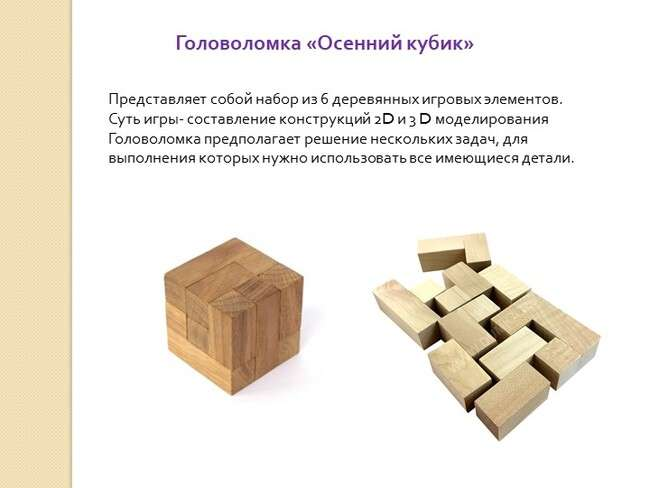 Головоломка «Осенний кубик»
Представляет собой набор из 6 деревянных игровых элементов.
Суть игры- составление конструкций 2D и 3 D моделирования
Головоломка предполагает решение нескольких задач, для
выполнения которых нужно использовать все имеющиеся детали.